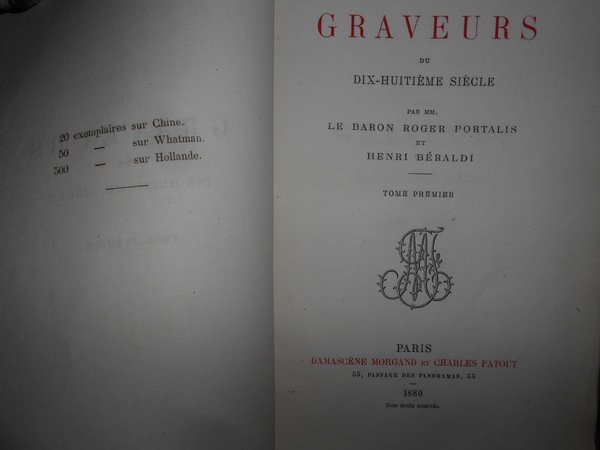 20 exemplaires sur Chine.
50 — sur Whatman.
500 — sur Hollande.
GRAVEURS
DU
DIX-HUITIÈME SIÈCLE
PAR MM.
LE BARON ROGER PORTALIS
ET
HENRI BÉRALDI
TOME PREMIER
PARIS
DAMASCÈNE MORGAND ET CHARLES FATOUT
55, PASSAGE DES PANORAMAS, 55
1880
Tous droits réservés.